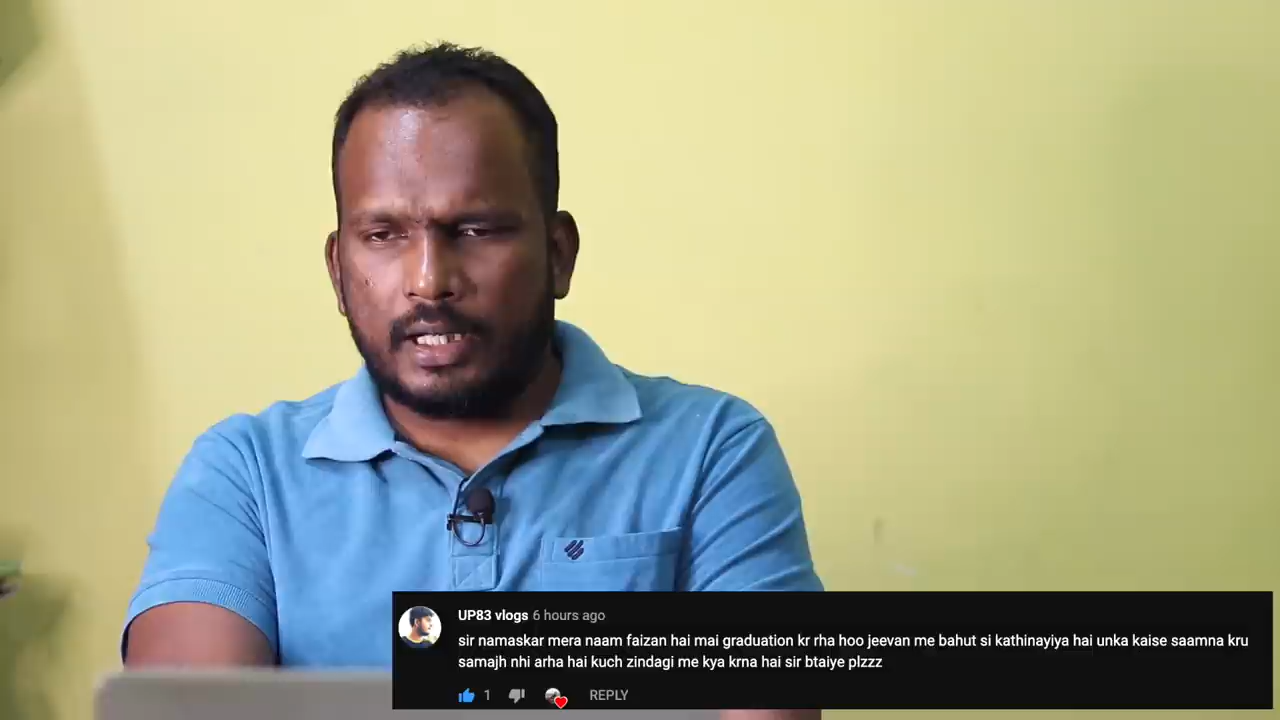 UP83 vlogs 6 hours ago
sir namaskar mera naam faizan hai mai graduation kr rha hoo jeevan me bahut si kathinayiya hai unka kaise saamna kru
samajh nhi arha hai kuch zindagi me kya krna hai sir btaiye plzzz
1 REPLY